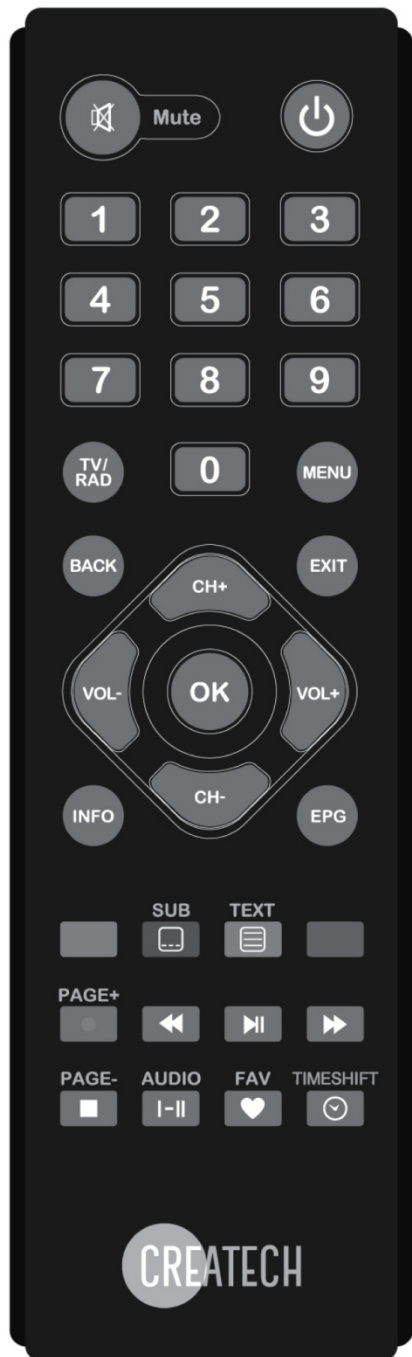 Mute
1 2 3
4 5 6
7 8 9
TV/
RAD
0 MENU
BACK EXIT
CH+
VOL- OK VOL+
CH-
INFO EPG
SUB TEXT
PAGE+
PAGE- AUDIO FAV TIMESHIFT
I-II
CREATECH